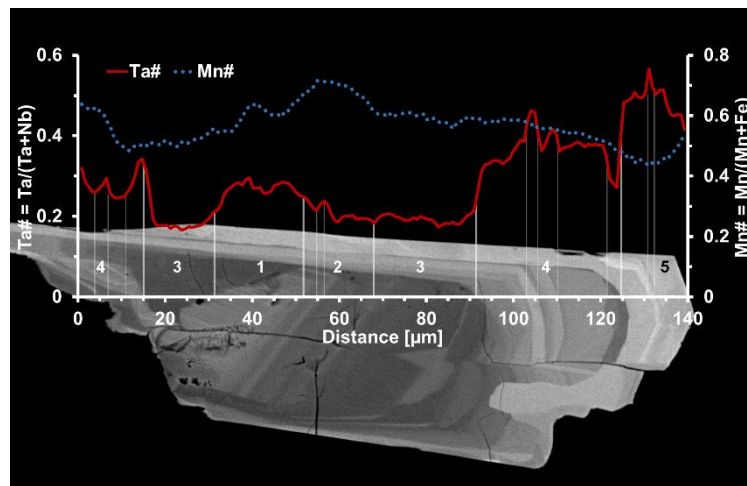 0.6
0.8
Ta#
Mn#
0.6
0.4
0.4
0.2
0.2
0
0
Ta# = Ta/(Ta+Nb)
Mn# = Mn/(Mn+Fe)
4
3
1
2
3
4
5
0 20 40 60 80 100 120 140
Distance [µm]